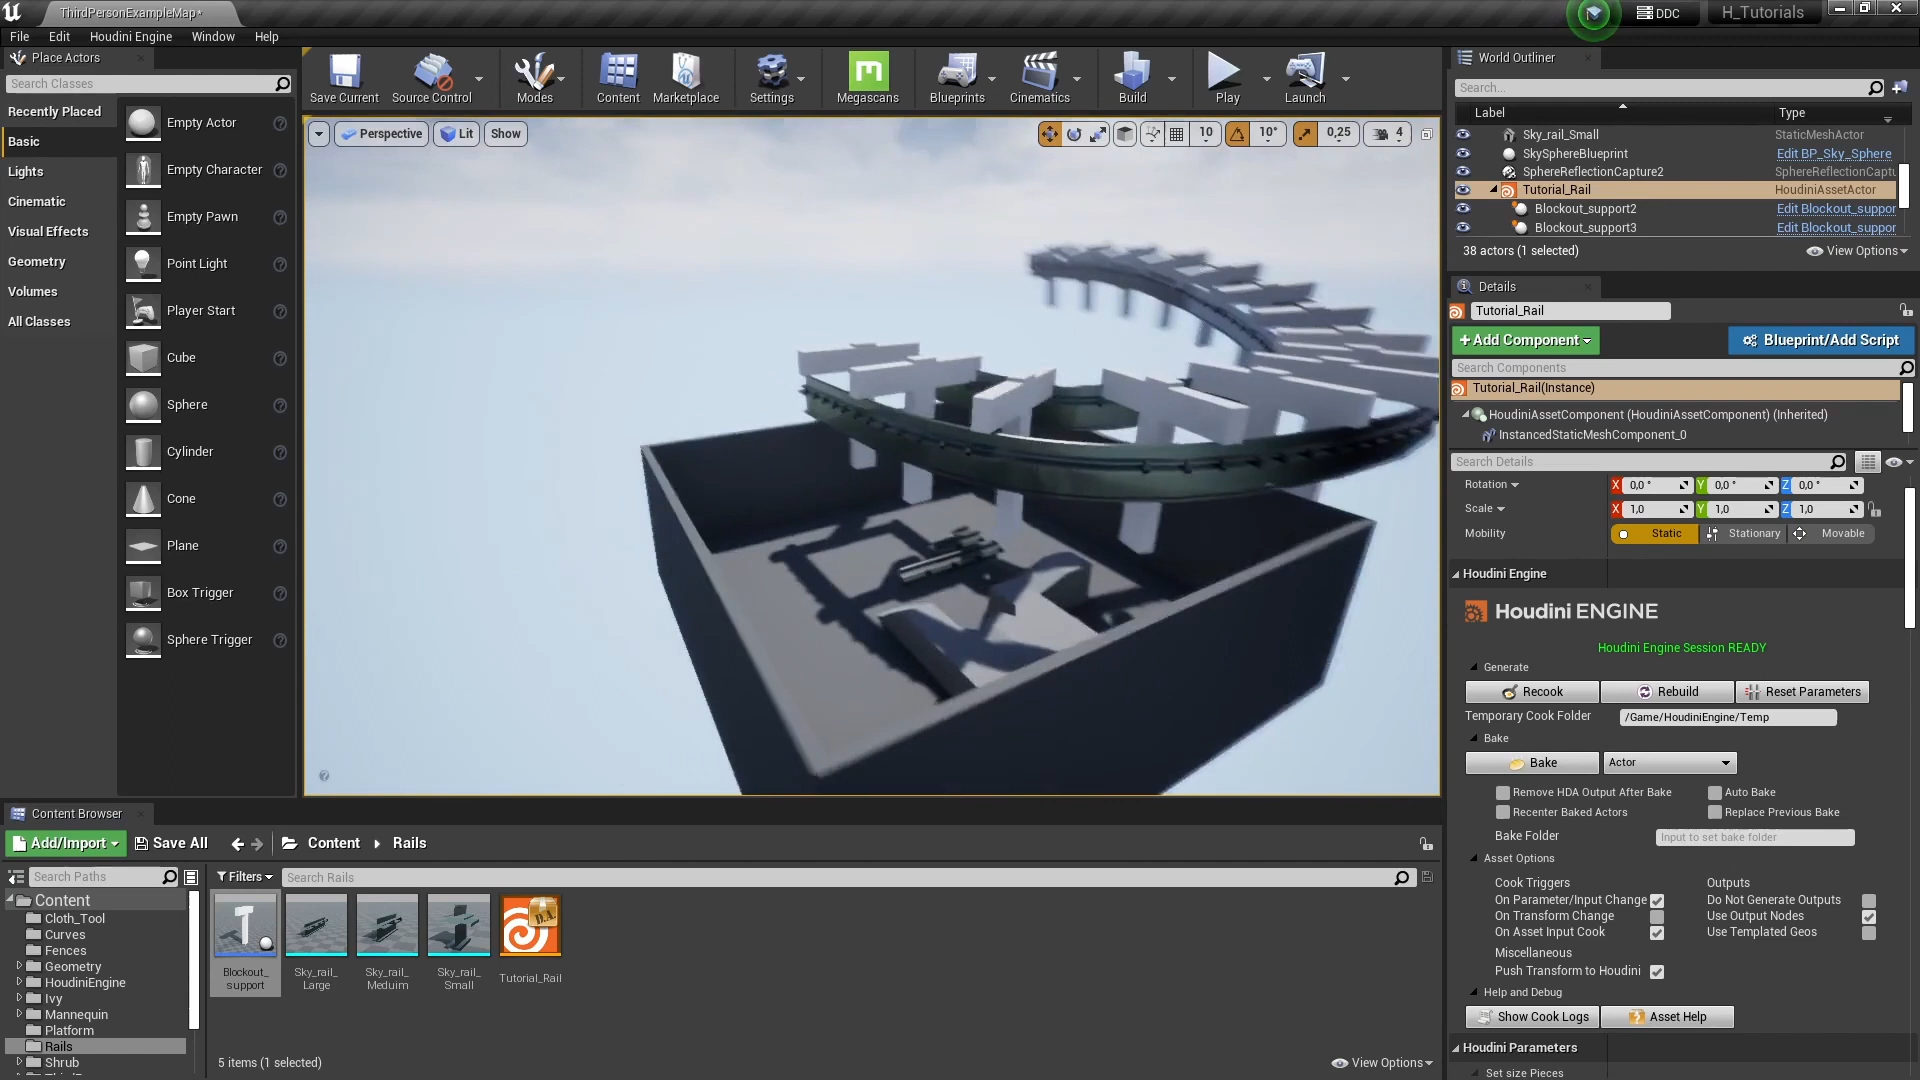 ThirdPersonExampleMap*
DDC
H_Tutorials
File Edit Houdini Engine Window Help
Place Actors
Search Classes
Recently Placed
Basic
Lights
Cinematic
Visual Effects
Geometry
Volumes
All Classes
Empty Actor
Empty Character
Empty Pawn
Point Light
Player Start
Cube
Sphere
Cylinder
Cone
Plane
Box Trigger
Sphere Trigger
Save Current Source Control Modes Content Marketplace Settings Megascans Blueprints Cinematics Build Play Launch
Perspective Lit Show
10 10° 0,25 4
World Outliner
Search...
Label Type
Sky_rail_Small StaticMeshActor
SkySphereBlueprint Edit BP_Sky_Sphere
SphereReflectionCapture2 SphereReflectionCaptu
Tutorial_Rail HoudiniAssetActor
Blockout_support2 Edit Blockout_suppor
Blockout_support3 Edit Blockout_suppor
38 actors (1 selected) View Options
Details
Tutorial_Rail
+Add Component Blueprint/Add Script
Search Components
Tutorial_Rail(Instance)
HoudiniAssetComponent (HoudiniAssetComponent) (Inherited)
InstancedStaticMeshComponent_0
Search Details
Rotation X 0,0 ° Y 0,0 ° Z 0,0 °
Scale X 1,0 Y 1,0 Z 1,0
Mobility Static Stationary Movable
Houdini Engine
Houdini ENGINE
Houdini Engine Session READY
Generate
Recook Rebuild Reset Parameters
Temporary Cook Folder /Game/HoudiniEngine/Temp
Bake
Bake Actor
Remove HDA Output After Bake Auto Bake
Recenter Baked Actors Replace Previous Bake
Bake Folder Input to set bake folder
Asset Options
Cook Triggers Outputs
On Parameter/Input Change Do Not Generate Outputs
On Transform Change Use Output Nodes
On Asset Input Cook Use Templated Geos
Miscellaneous
Push Transform to Houdini
Help and Debug
Show Cook Logs Asset Help
Houdini Parameters
Set size Pieces
Content Browser
Add/Import Save All Content Rails
Search Paths
Filters Search Rails
Content
Cloth_Tool
Curves
Fences
Geometry
HoudiniEngine
Ivy
Mannequin
Platform
Rails
Shrub
Blockout_
support
Sky_rail_
Large
Sky_rail_
Meduim
Sky_rail_
Small
D.A.
Tutorial_Rail
5 items (1 selected) View Options